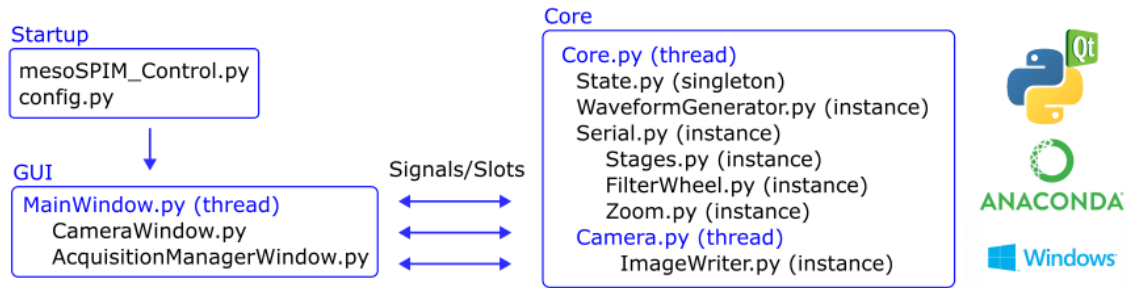 Startup
mesoSPIM_Control.py
config.py
GUI
MainWindow.py (thread)
CameraWindow.py
AcquisitionManagerWindow.py
Signals/Slots
Core
Core.py (thread)
State.py (singleton)
WaveformGenerator.py (instance)
Serial.py (instance)
Stages.py (instance)
FilterWheel.py (instance)
Zoom.py (instance)
Camera.py (thread)
ImageWriter.py (instance)
Qt
ANACONDA
Windows